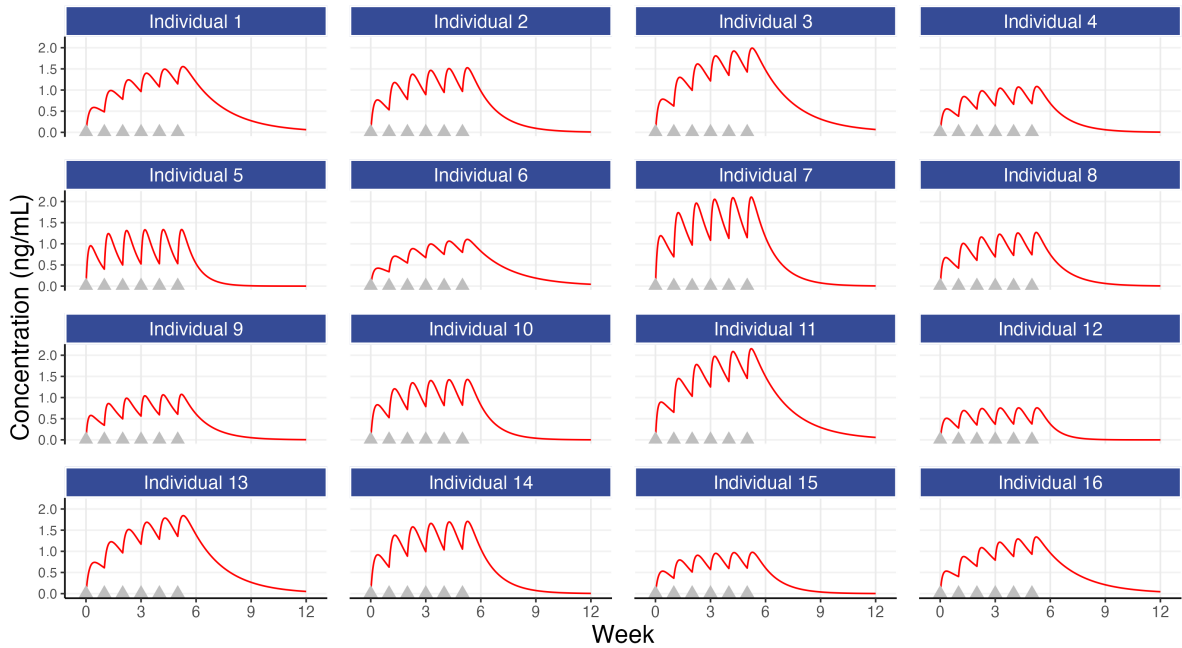 Individual 1 Individual 2 Individual 3 Individual 4
2.0
1.5
1.0
0.5
0.0
Individual 5 Individual 6 Individual 7 Individual 8
2.0
1.5
1.0
0.5
0.0
Individual 9 Individual 10 Individual 11 Individual 12
2.0
1.5
1.0
0.5
0.0
Individual 13 Individual 14 Individual 15 Individual 16
2.0
1.5
1.0
0.5
0.0
0 3 6 9 12 0 3 6 9 12 0 3 6 9 12 0 3 6 9 12
Week
Concentration (ng/mL)